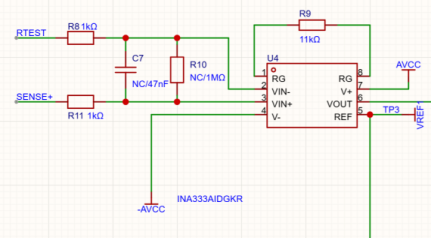 R9
RTEST
R8 1kΩ
11kΩ
C7
R10
U4
NC/47nF
NC/1MΩ
AVCC
1
RG
RG
8
2
VIN-
V+
7
SENSE+
3
VIN+
VOUT
6
4
V-
REF
5
TP3
VREF1
R11 1kΩ
INA333AIDGKR
-AVCC